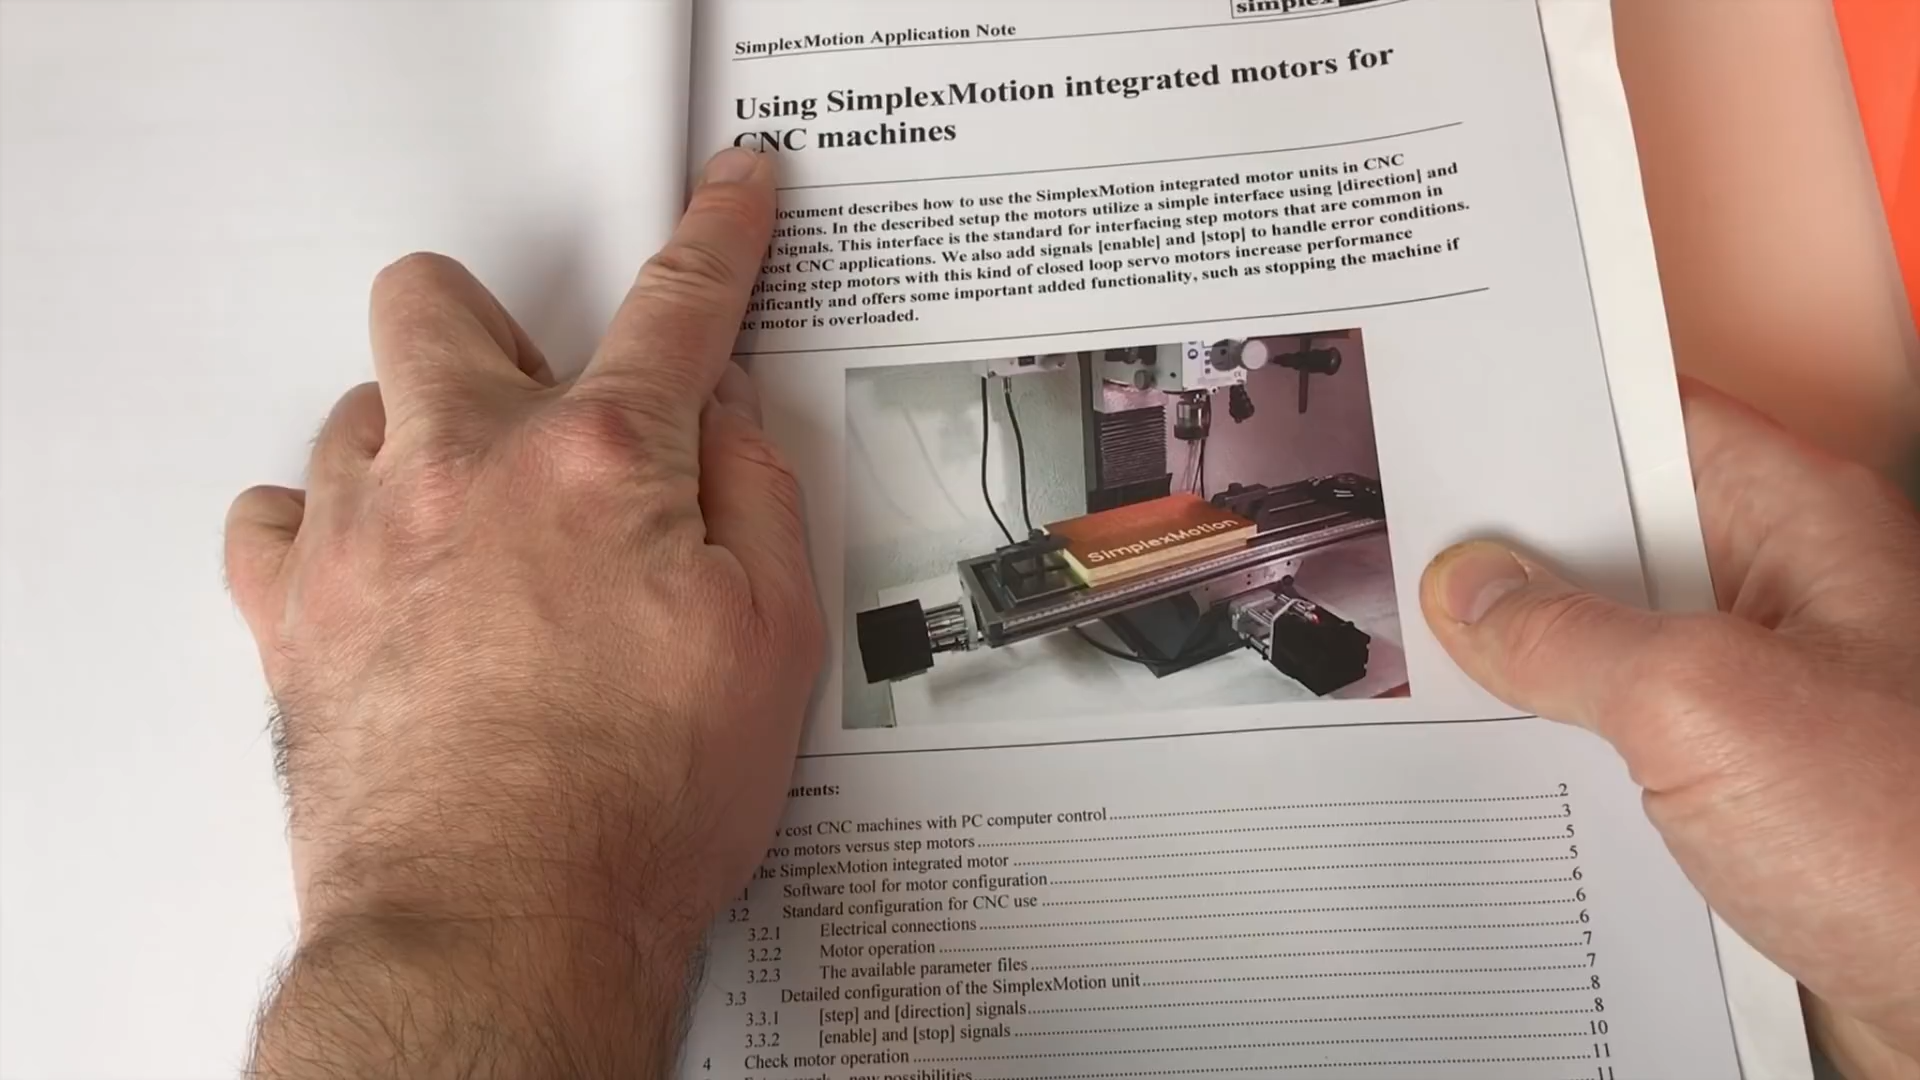 SimplexMotion Application Note
Using SimplexMotion integrated motors for
CNC machines
document describes how to use the SimplexMotion integrated motor units in CNC
In the described setup the motors utilize a simple interface using [direction] and
signals. This interface is the standard for interfacing step motors that are common in
cost CNC applications. We also add signals [enable] and [stop] to handle error conditions.
placing step motors with this kind of closed loop servo motors increase performance
nificantly and offers some important added functionality, such as stopping the machine if
motor is overloaded.
SimplexMotion
ntents:
cost CNC machines with PC computer control 2
rvo motors versus step motors 3
he SimplexMotion integrated motor 5
.1 Software tool for motor configuration 5
3.2 Standard configuration for CNC use 6
3.2.1 Electrical connections 6
3.2.2 Motor operation 6
3.2.3 The available parameter files 7
3.3 Detailed configuration of the SimplexMotion unit 7
3.3.1 [step] and [direction] signals 8
3.3.2 [enable] and [stop] signals 8
4 Check motor operation 10
new possibilities 11
11